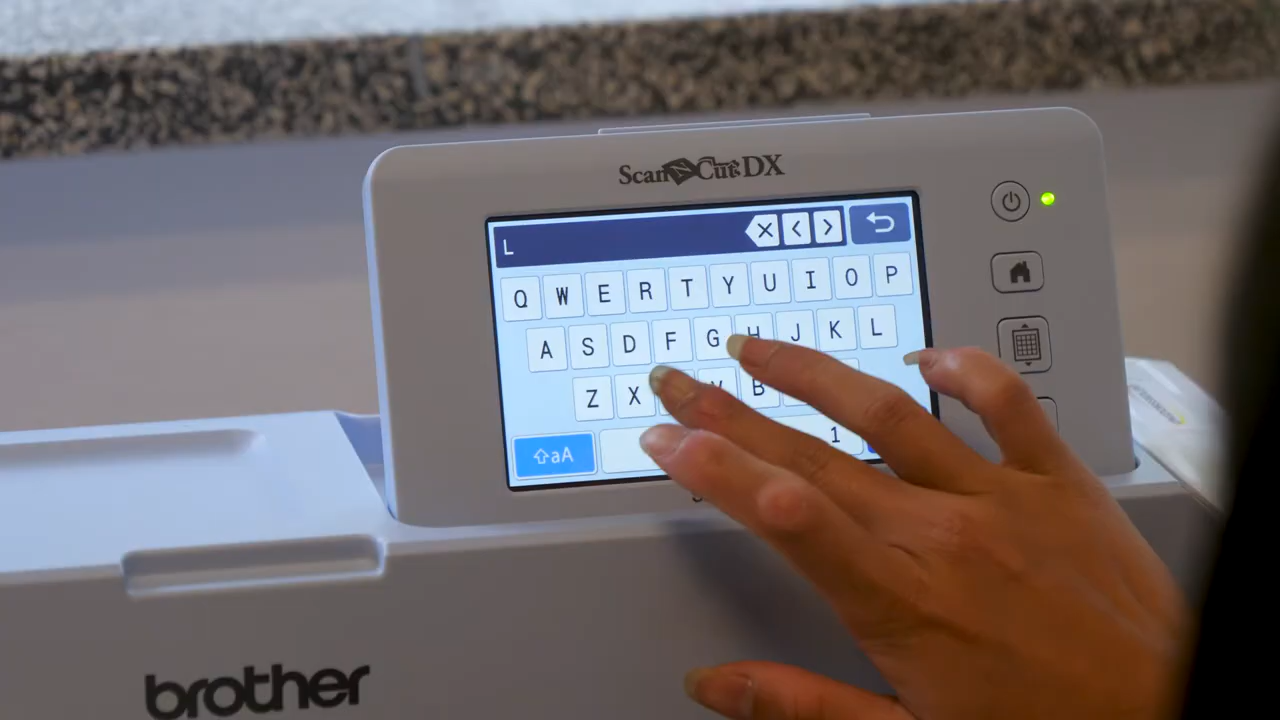 ScanNCut DX
L
Q W E R T Y U I O P
A S D F G H J K L
Z X V B
aA 1
brother